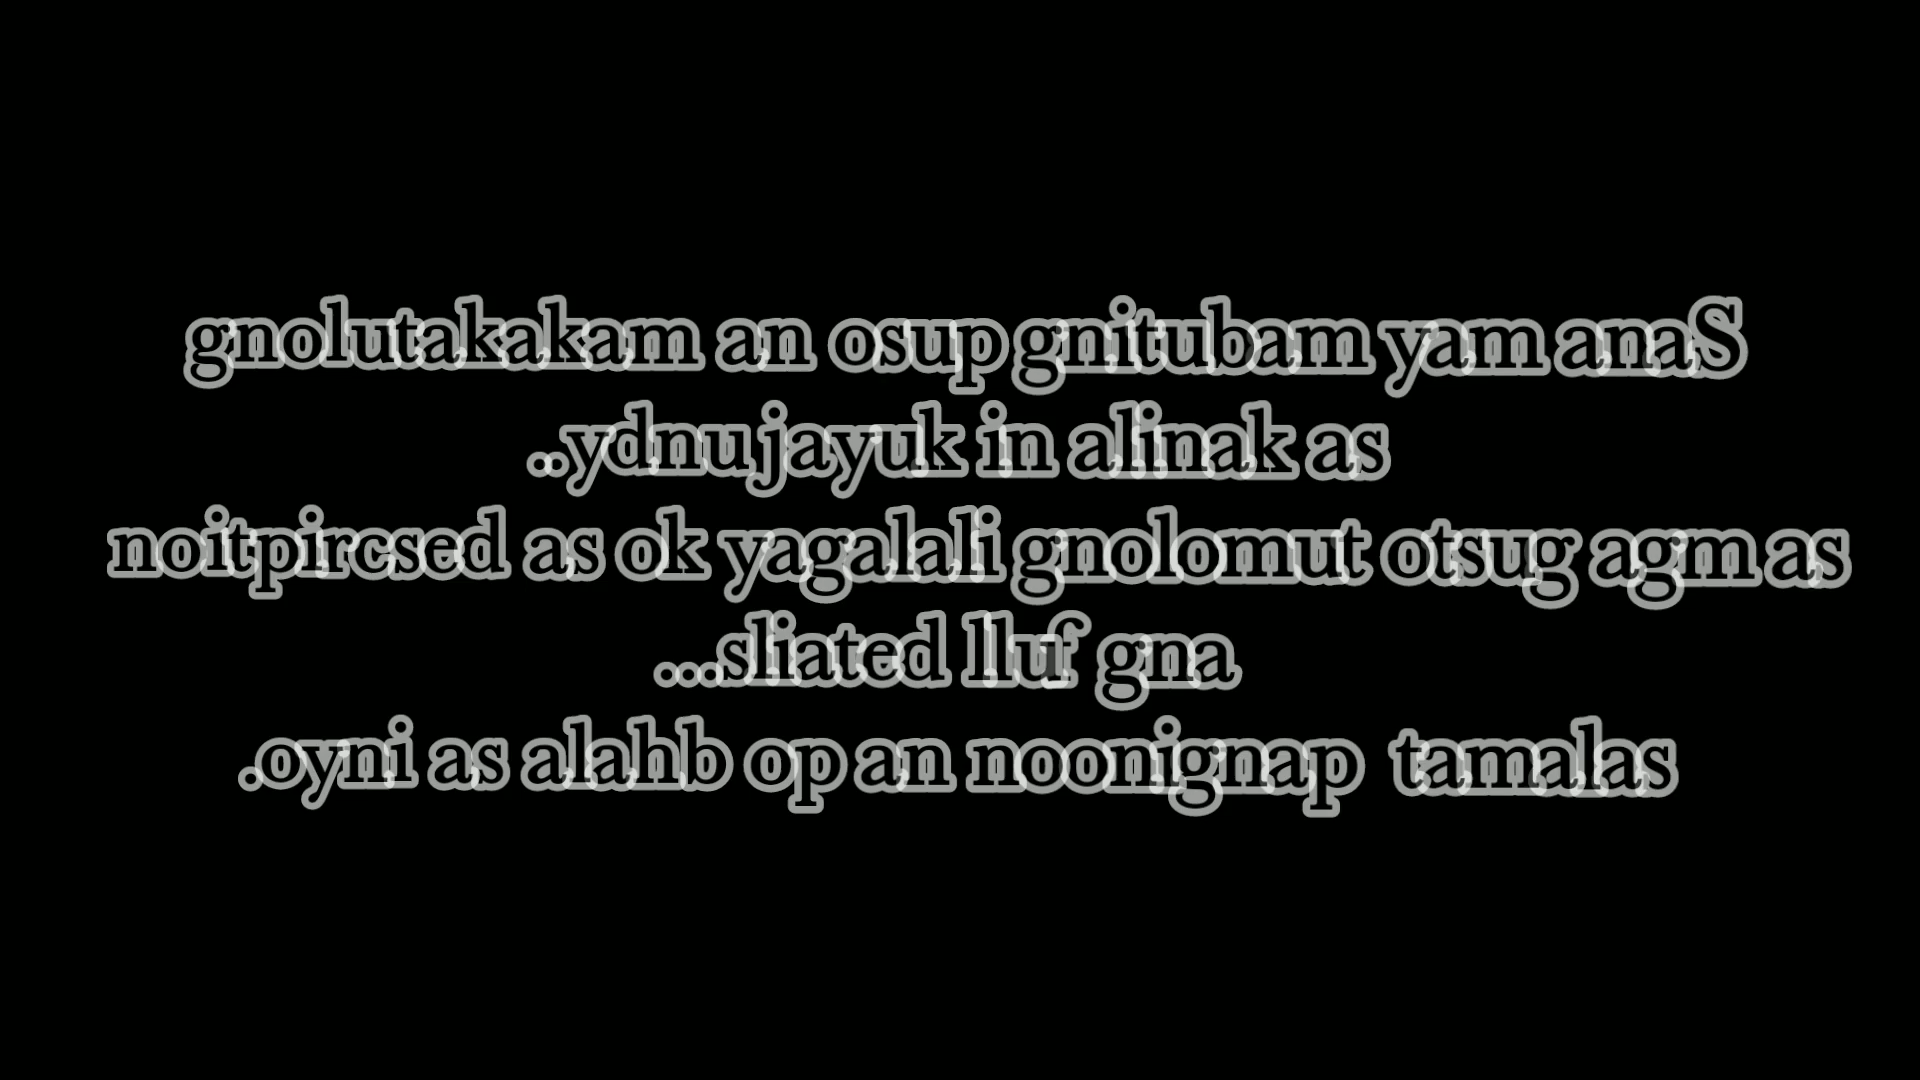 gnolutakakam an osup gnitubam yam anaS
..ydnujayuk in alinak as
noitpircsed as ok yagalali gnolomut otsug agm as
...sliated lluf gna
.oyni as alahb op an noonignap tamalas